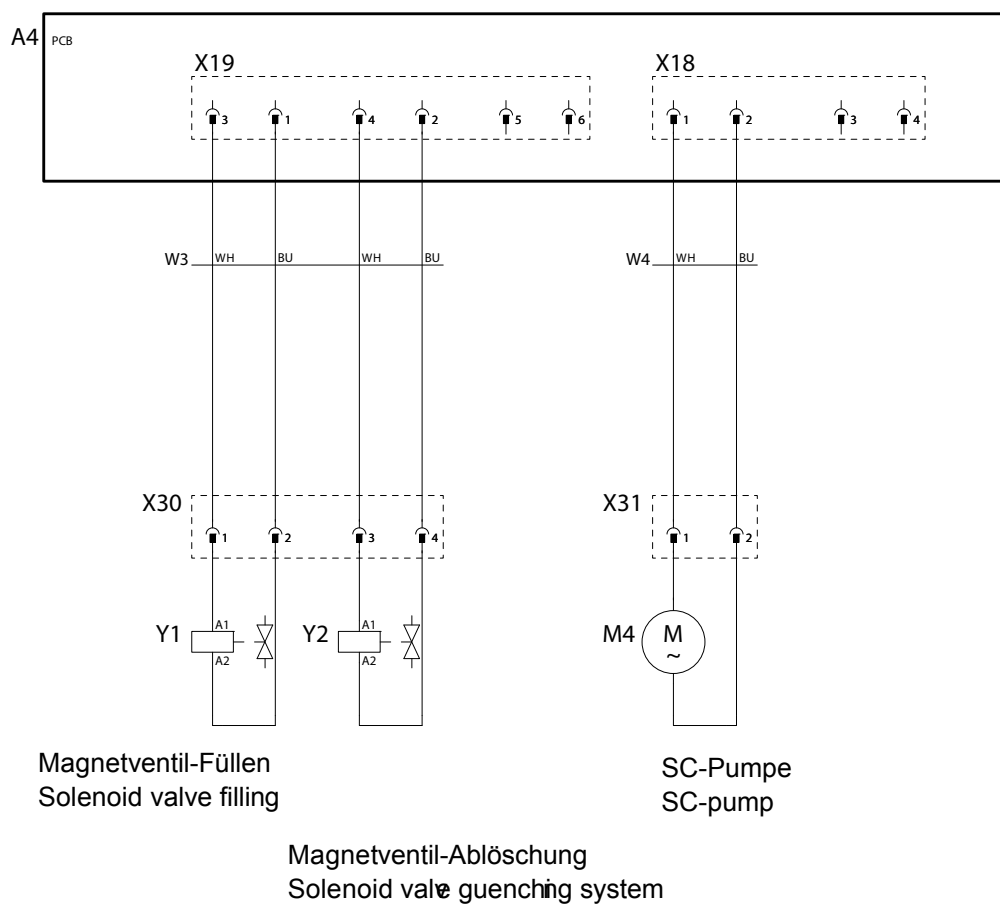 A4 PCB
X19 X18
3 1 4 2 5 6 1 2 3 4
W3 WH BU WH BU W4 WH BU
X30 X31
1 2 3 4 1 2
A1 A1
Y1 Y2 M4 M
~
A2 A2
Magnetventil-Füllen
Solenoid valve filling
SC-Pumpe
SC-pump
Magnetventil-Ablöschung
Solenoid valve guenching system